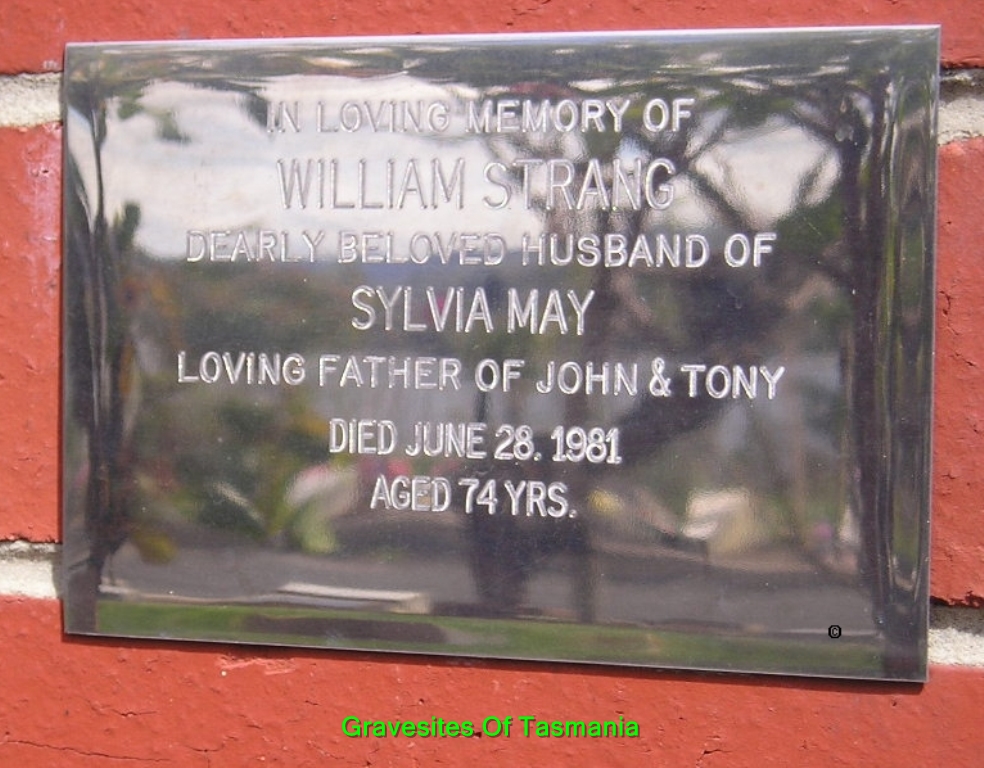 IN LOVING MEMORY OF
WILLIAM STRANG
DEARLY BELOVED HUSBAND OF
SYLVIA MAY
LOVING FATHER OF JOHN & TONY
DIED JUNE 28. 1981
AGED 74 YRS.
©
Gravesites Of Tasmania